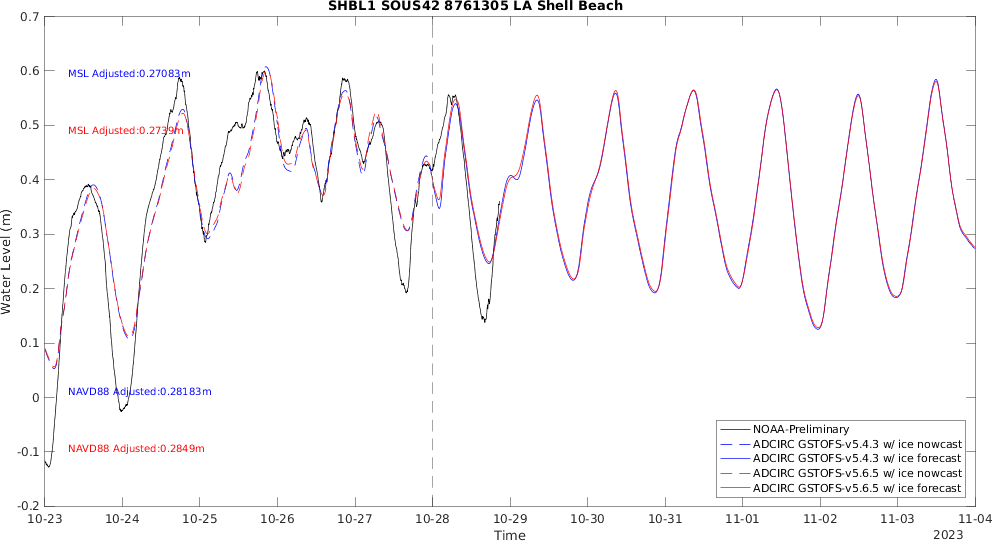 SHBL1 SOUS42 8761305 LA Shell Beach
0.7
0.6
0.5
0.4
0.3
0.2
0.1
0
-0.1
-0.2
Water Level (m)
MSL Adjusted:0.27083m
MSL Adjusted:0.2739m
NAVD88 Adjusted:0.28183m
NAVD88 Adjusted:0.2849m
NOAA-Preliminary
ADCIRC GSTOFS-v5.4.3 w/ ice nowcast
ADCIRC GSTOFS-v5.4.3 w/ ice forecast
ADCIRC GSTOFS-v5.6.5 w/ ice nowcast
ADCIRC GSTOFS-v5.6.5 w/ ice forecast
10-23 10-24 10-25 10-26 10-27 10-28 10-29 10-30 10-31 11-01 11-02 11-03 11-04
Time
2023